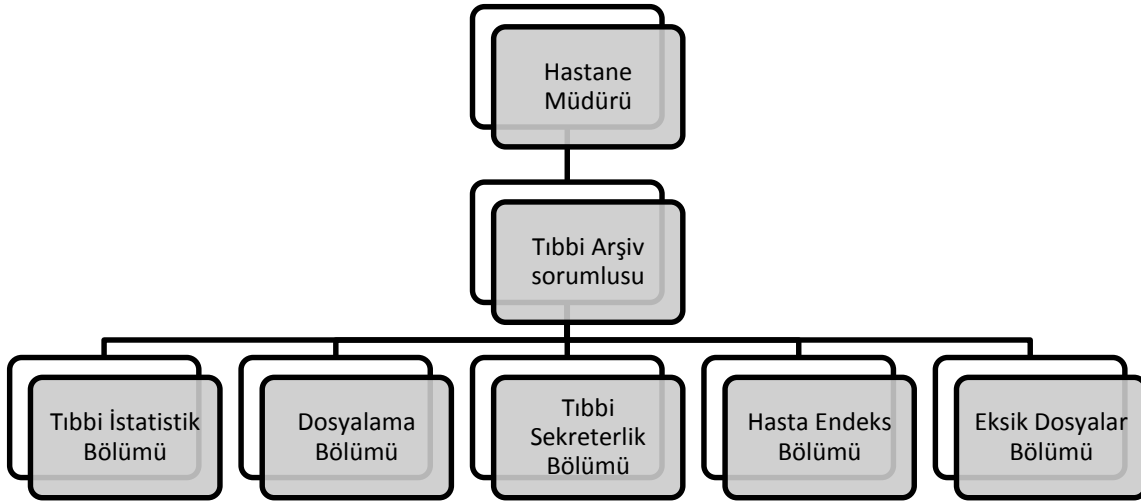 Hastane
Müdürü
Tıbbi Arşiv
sorumlusu
Tıbbi İstatistik
Bölümü
Dosyalama
Bölümü
Tıbbi
Sekreterlik
Bölümü
Hasta Endeks
Bölümü
Eksik Dosyalar
Bölümü